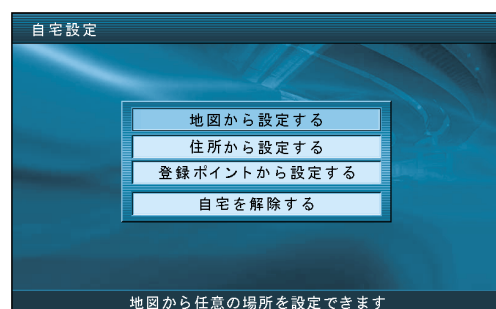 自宅設定
地図から設定する
住所から設定する
登録ポイントから設定する
自宅を解除する
地図から任意の場所を設定できます